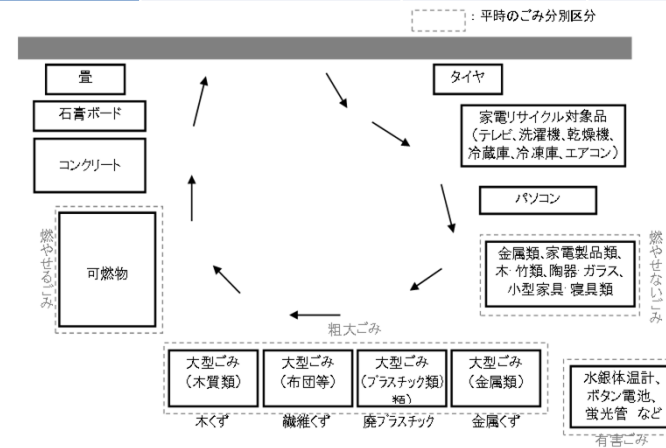 ：平時のごみ分別区分
畳
タイヤ
石膏ボード
家電リサイクル対象品
（テレビ、洗濯機、乾燥機、
冷蔵庫、冷凍庫、エアコン）
コンクリート
パソコン
燃やせるごみ
可燃物
金属類、家電製品類、
木・竹類、陶器・ガラス、
小型家具・寝具類
燃やせないごみ
粗大ごみ
大型ごみ
（木質類）
大型ごみ
（布団等）
大型ごみ
（プラスチック類）
類）
大型ごみ
（金属類）
木くず
繊維くず
廃プラスチック
金属くず
水銀体温計、
ボタン電池、
蛍光管 など
有害ごみ